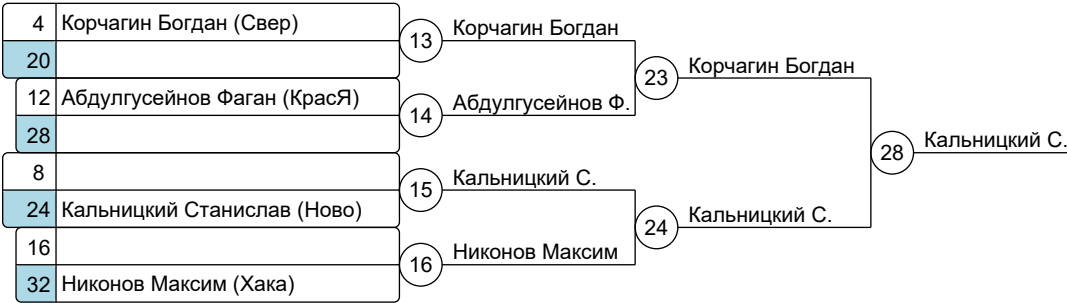 4 Корчагин Богдан (Свер)
20
12 Абдулгусейнов Фаган (КрасЯ)
28
8
24 Кальницкий Станислав (Ново)
16
32 Никонов Максим (Хака)
13 Корчагин Богдан
14 Абдулгусейнов Ф.
15 Кальницкий С.
16 Никонов Максим
23 Корчагин Богдан
24 Кальницкий С.
28 Кальницкий С.